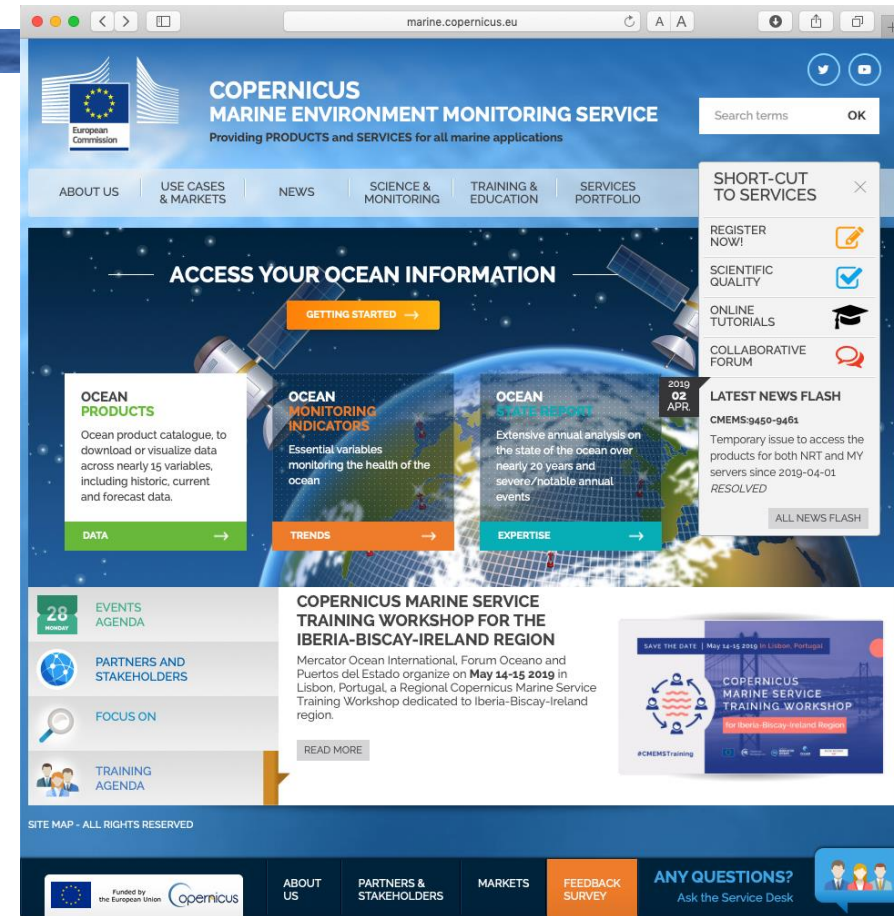 marine.copernicus.eu
A A
European
Commission
COPERNICUS
MARINE ENVIRONMENT MONITORING SERVICE
Providing PRODUCTS and SERVICES for all marine applications
Search terms OK
ABOUT US
USE CASES
& MARKETS
NEWS
SCIENCE &
MONITORING
TRAINING &
EDUCATION
SERVICES
PORTFOLIO
SHORT-CUT
TO SERVICES
REGISTER
NOW!
SCIENTIFIC
QUALITY
ONLINE
TUTORIALS
COLLABORATIVE
FORUM
2019
02
APR.
LATEST NEWS FLASH
CMEMS:9450-9461
Temporary issue to access the
products for both NRT and MY
servers since 2019-04-01
RESOLVED
ALL NEWS FLASH
ACCESS YOUR OCEAN INFORMATION
GETTING STARTED →
OCEAN
PRODUCTS
Ocean product catalogue, to
download or visualize data
across nearly 15 variables,
including historic, current
and forecast data.
DATA →
OCEAN
MONITORING
INDICATORS
Essential variables
monitoring the health of the
ocean
TRENDS →
OCEAN
STATE REPORT
Extensive annual analysis on
the state of the ocean over
nearly 20 years and
severe/notable annual
events
EXPERTISE →
28
MONDAY
EVENTS
AGENDA
PARTNERS AND
STAKEHOLDERS
FOCUS ON
TRAINING
AGENDA
COPERNICUS MARINE SERVICE
TRAINING WORKSHOP FOR THE
IBERIA-BISCAY-IRELAND REGION
Mercator Ocean International, Forum Oceano and
Puertos del Estado organize on May 14-15 2019 in
Lisbon, Portugal, a Regional Copernicus Marine Service
Training Workshop dedicated to Iberia-Biscay-Ireland
region.
READ MORE
SAVE THE DATE | May 14-15 2019 in Lisbon, Portugal
COPERNICUS
MARINE SERVICE
TRAINING WORKSHOP
for Iberia-Biscay-Ireland Region
#CMEMSTraining
SITE MAP - ALL RIGHTS RESERVED
Funded by
the European Union
opernicus
ABOUT
US
PARTNERS &
STAKEHOLDERS
MARKETS
FEEDBACK
SURVEY
ANY QUESTIONS?
Ask the Service Desk